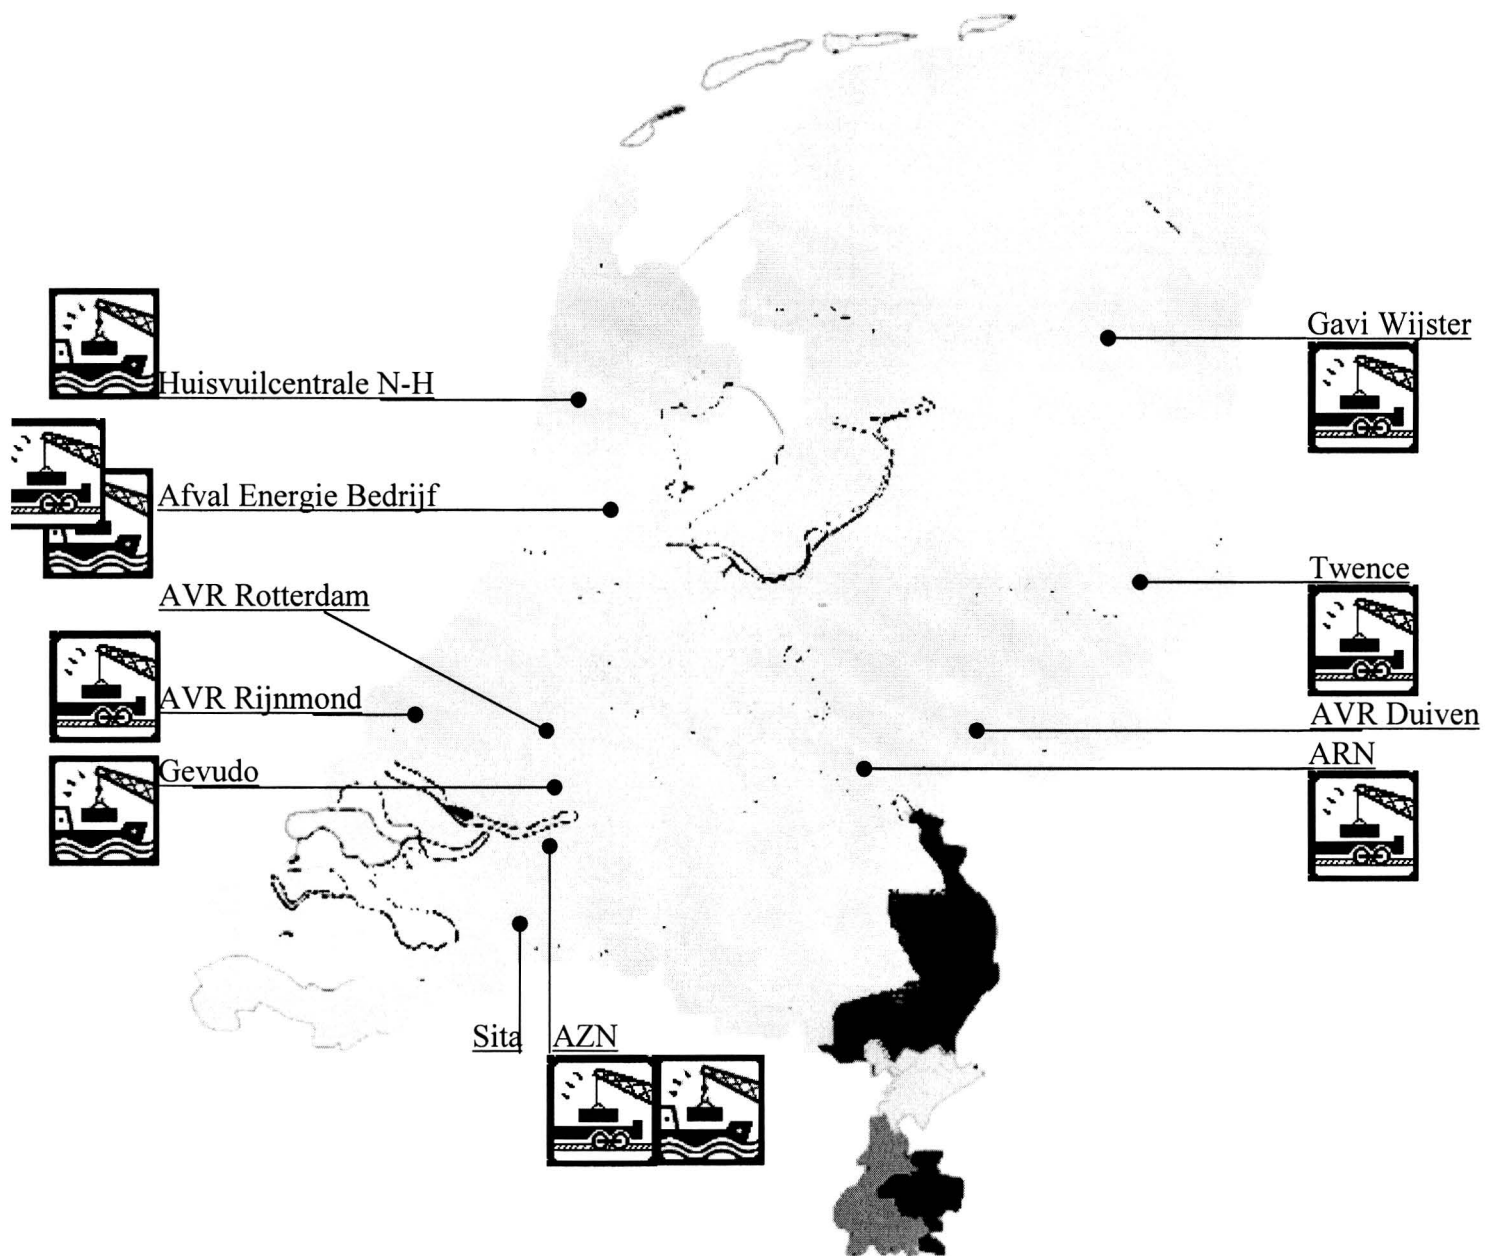 Gavi Wijster
Huisvuilcentrale N-H
Afval Energie Bedrijf
Twence
AVR Rotterdam
AVR Rijnmond
AVR Duiven
ARN
Gevudo
Sita
AZN